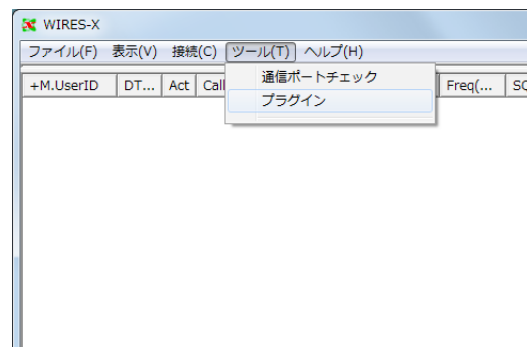 WIRES-X
ファイル(F) 表示(V) 接続(C) ツール(T) ヘルプ(H)
通信ポートチェック
+M.UserID DT... Act Call Freq(... SQ
プラグイン